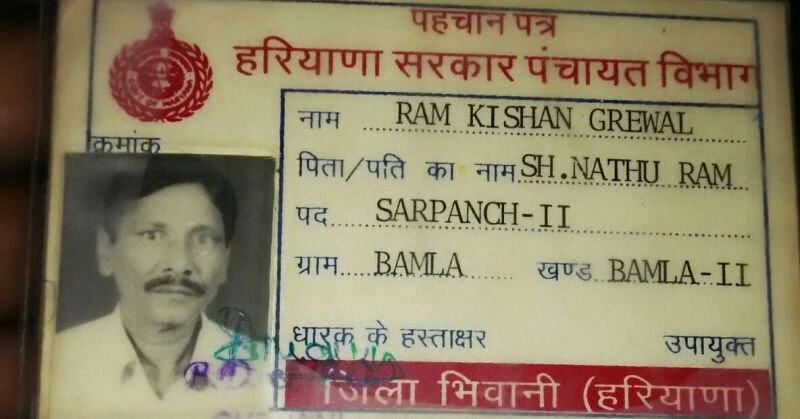 पहचान पत्र
हरियाणा सरकार पंचायत विभाग
क्रमांक
नाम RAM KISHAN GREWAL
पिता/पति का नाम SH.NATHU RAM
पद SARPANCH-II
ग्राम BAMLA खण्ड BAMLA-II
धारक के हस्ताक्षर उपायुक्त
जिला भिवानी (हरियाणा)